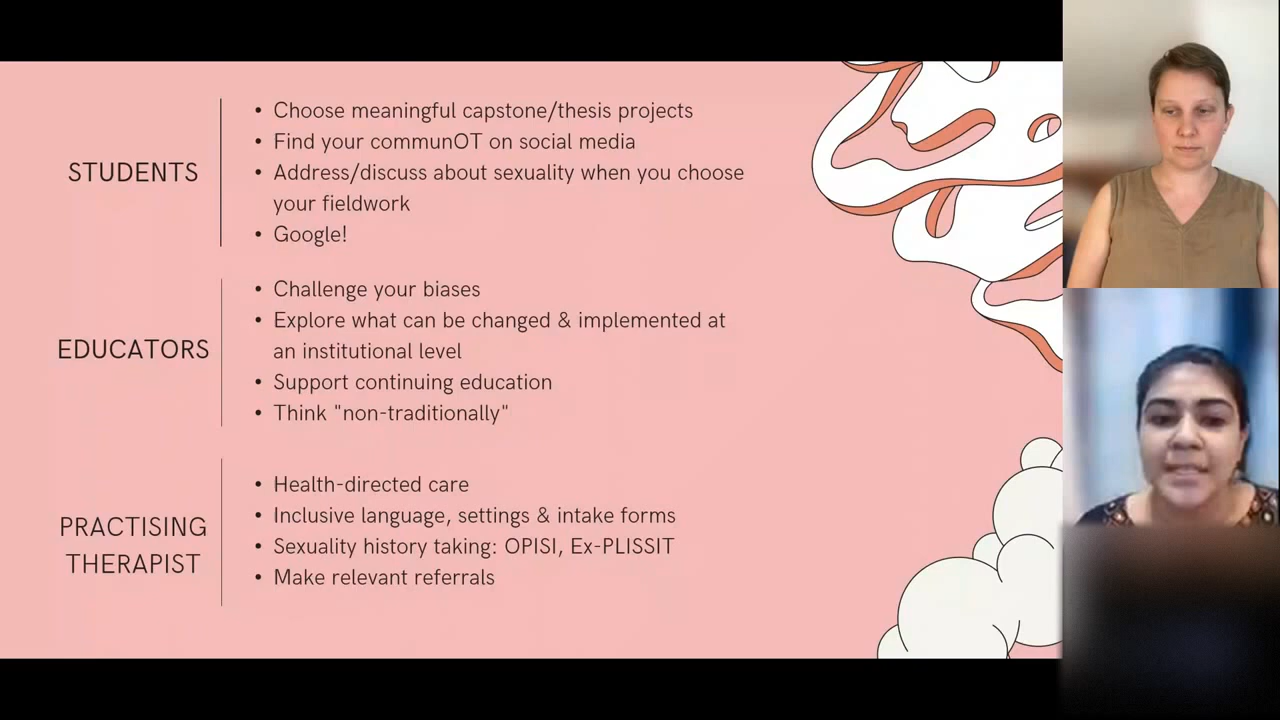 STUDENTS
• Choose meaningful capstone/thesis projects
• Find your communOT on social media
• Address/discuss about sexuality when you choose
your fieldwork
• Google!
EDUCATORS
• Challenge your biases
• Explore what can be changed & implemented at
an institutional level
• Support continuing education
• Think "non-traditionally"
PRACTISING
THERAPIST
• Health-directed care
• Inclusive language, settings & intake forms
• Sexuality history taking: OPISI, Ex-PLISSIT
• Make relevant referrals